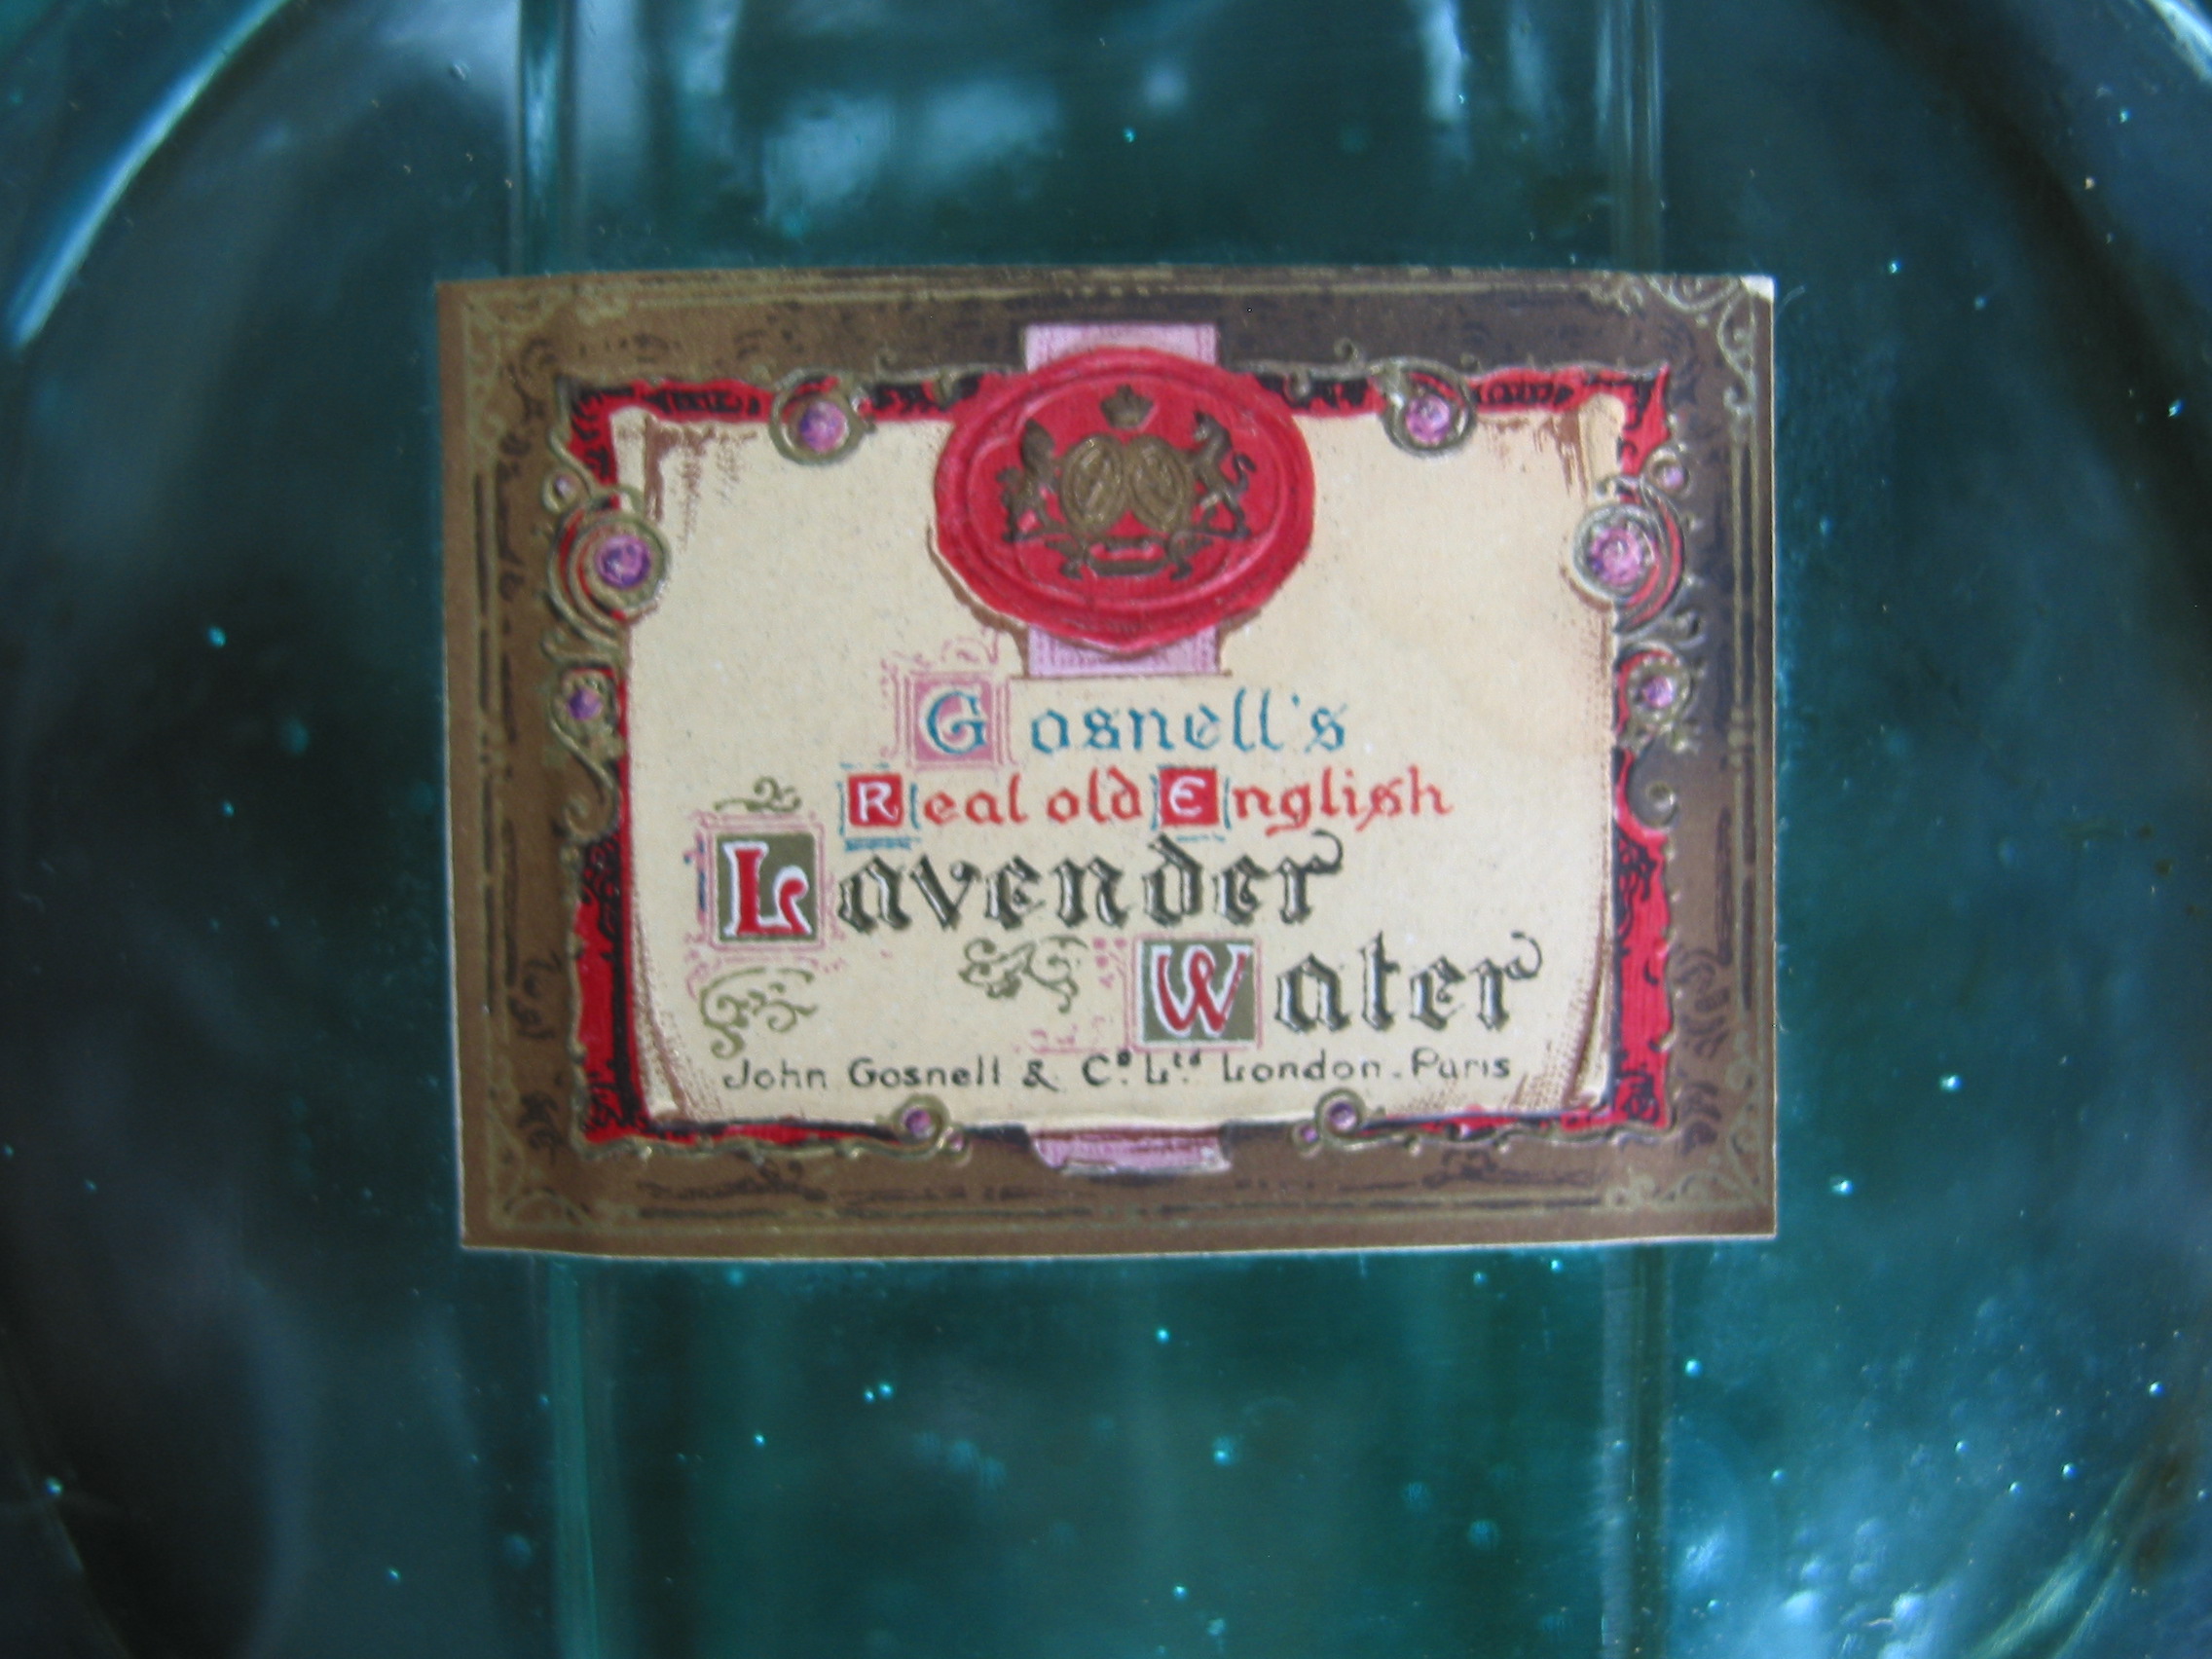 Gosnell's
Real old English
Lavender
Water
John Gosnell & Co. Ltd London. Paris